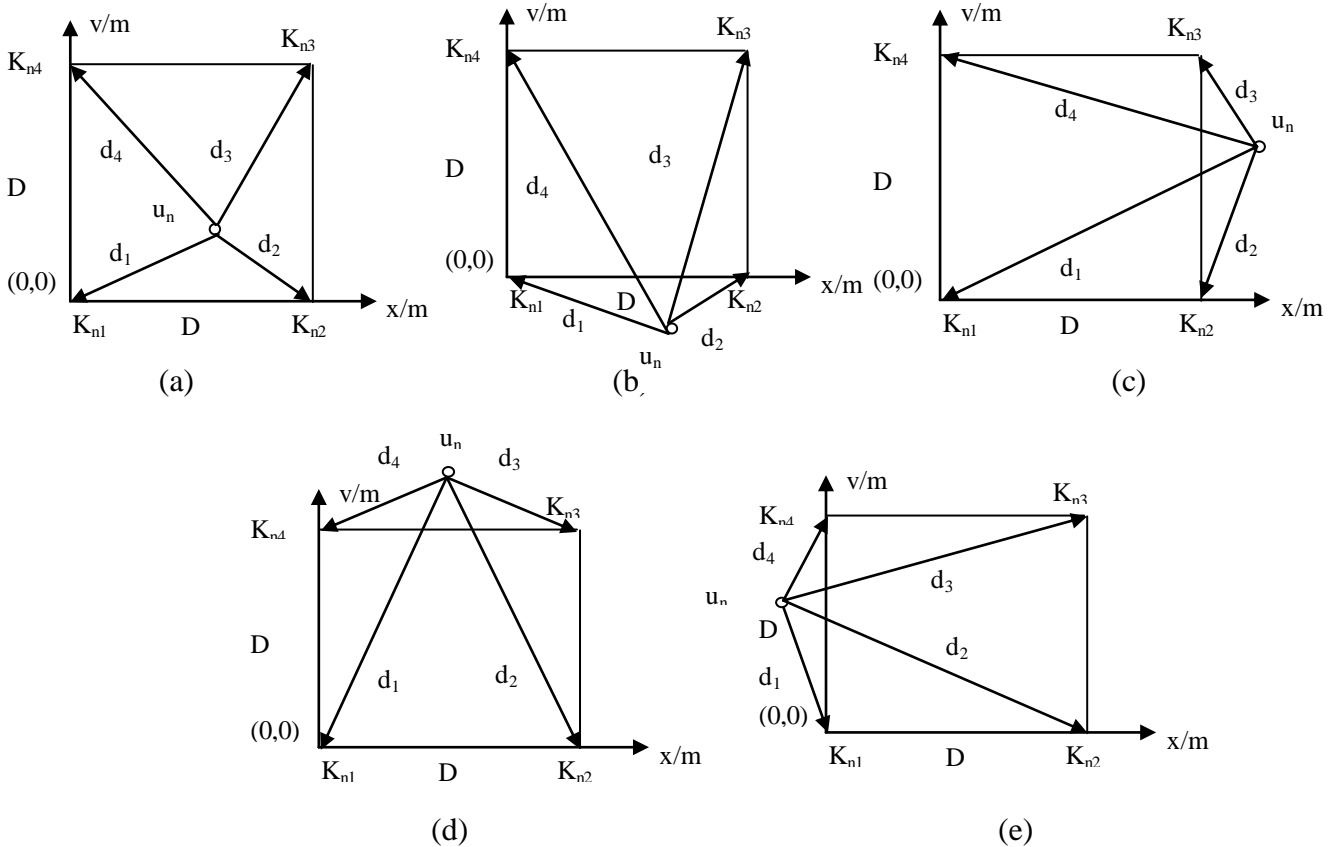 v/m
K_n3
K_n4
d_4
d_3
D
u_n
d_1
d_2
(0,0)
K_n1
D
K_n2
x/m
(a)
v/m
K_n3
K_n4
d_3
D
d_4
(0,0)
K_n1
D
K_n2
x/m
d_1
d_2
u_n
(b
v/m
K_n3
K_n4
d_3
d_4
u_n
D
d_2
d_1
(0,0)
x/m
K_n1
D
K_n2
(c)
u_n
d_4
d_3
v/m
K_n3
K_n4
D
d_1
d_2
(0,0)
x/m
K_n1
D
K_n2
(d)
v/m
K_n3
K_n4
d_4
d_3
u_n
D
d_2
d_1
(0,0)
x/m
K_n1
D
K_n2
(e)